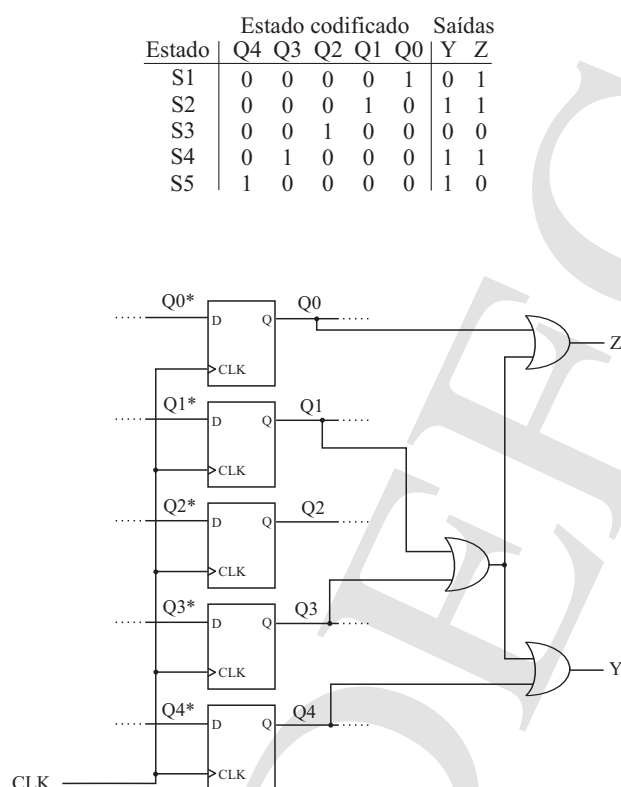 Estado codificado Saídas
Estado Q4 Q3 Q2 Q1 Q0 Y Z
S1 0 0 0 0 1 0 1
S2 0 0 0 1 0 1 1
S3 0 0 1 0 0 0 0
S4 0 1 0 0 0 1 1
S5 1 0 0 0 0 1 0
Q0* Q0
D Q
Z
CLK
Q1* Q1
D Q
CLK
Q2* Q2
D Q
CLK
Q3* Q3
D Q
CLK
Y
Q4* Q4
D Q
CLK
CLK